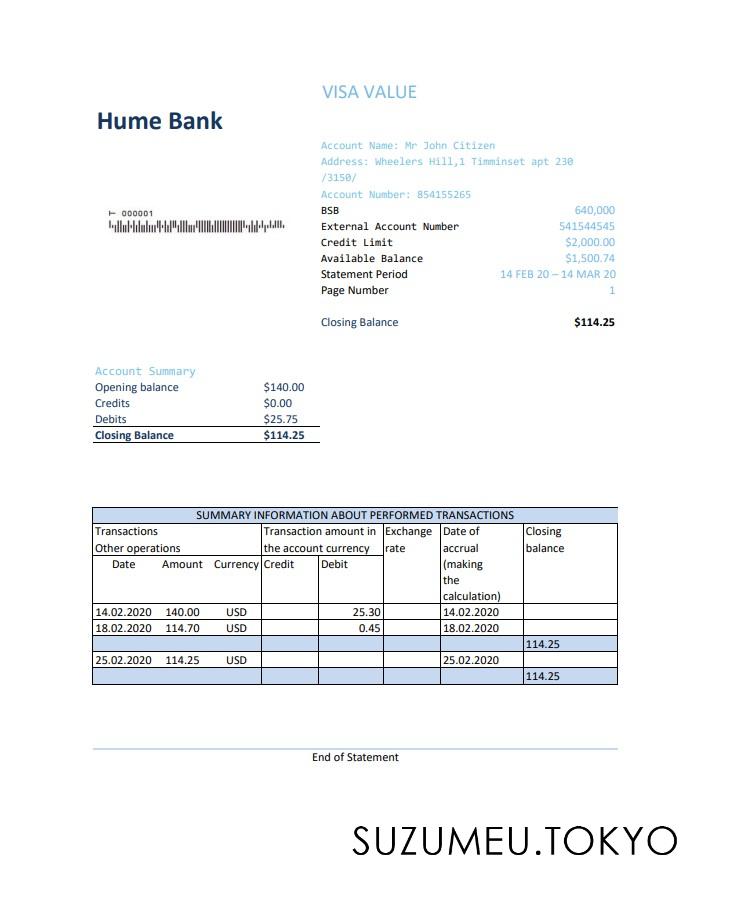 VISA VALUE
Hume Bank
Account Name: Mr John Citizen
Address: Wheelers Hill,1 Timminset apt 230
/3150/
Account Number: 854155265
000001
BSB 640,000
External Account Number 541544545
Credit Limit $2,000.00
Available Balance $1,500.74
Statement Period 14 FEB 20 – 14 MAR 20
Page Number 1
Closing Balance $114.25
Account Summary
Opening balance $140.00
Credits $0.00
Debits $25.75
Closing Balance $114.25
SUMMARY INFORMATION ABOUT PERFORMED TRANSACTIONS
Transactions Transaction amount in Exchange Date of Closing
Other operations the account currency rate accrual balance
Date Amount Currency Credit Debit (making
the
calculation)
14.02.2020 140.00 USD 25.30 14.02.2020
18.02.2020 114.70 USD 0.45 18.02.2020
114.25
25.02.2020 114.25 USD 25.02.2020
114.25
End of Statement
SUZUMEU.TOKYO